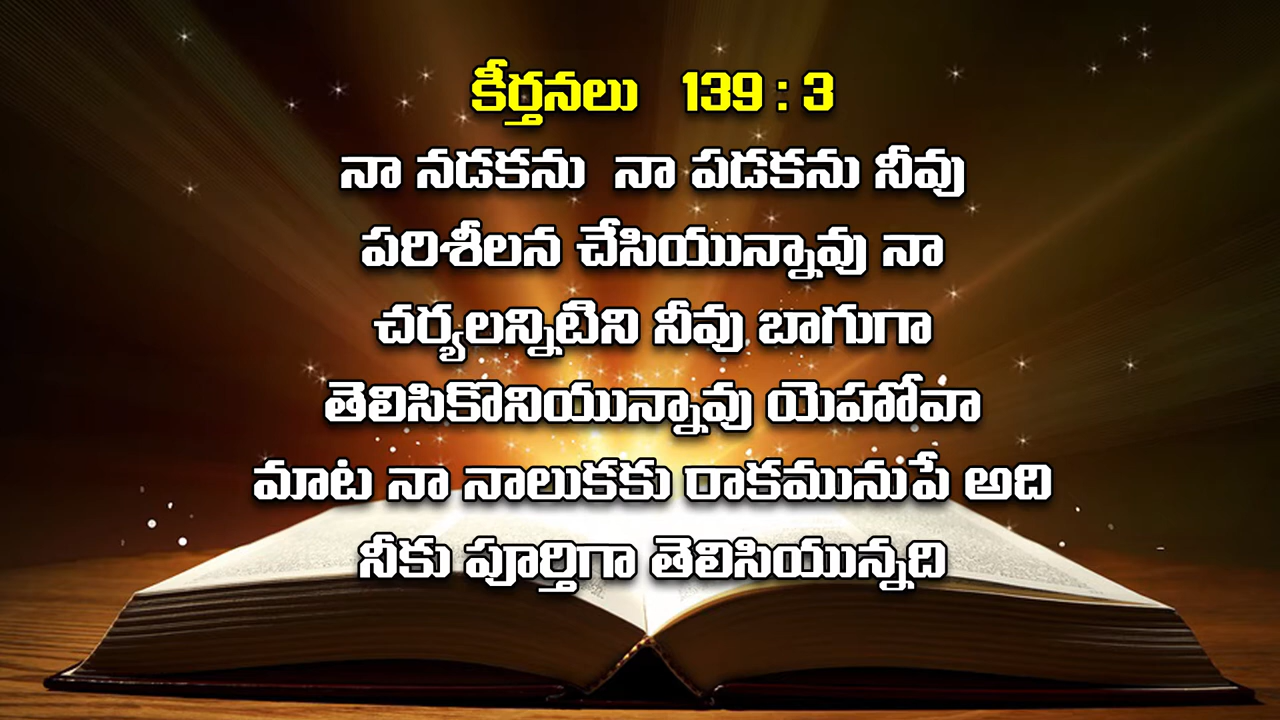 కీర్తనలు 139 : 3
నా నడకను నా పడకను నీవు
పరిశీలన చేసియున్నావు నా
చర్యలన్నిటిని నీవు బాగుగా
తెలిసికొనియున్నావు యెహోవా
మాట నా నాలుకకు రాకమునుపే అది
నీకు పూర్తిగా తెలిసియున్నది